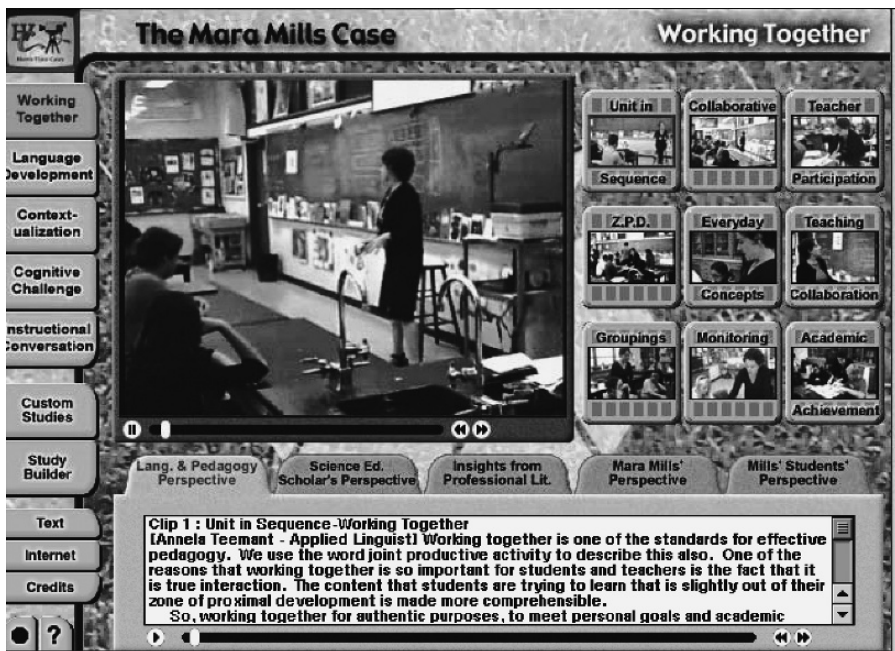 The Mara Mills Case
Working Together
Working
Together
Language
Development
Context-
ualization
Cognitive
Challenge
Instructional
Conversation
Custom
Studies
Study
Builder
Text
Internet
Credits
?
Unit in
Sequence
Collaborative
Teacher
Participation
Z.P.D.
Everyday
Concepts
Teaching
Collaboration
Groupings
Monitoring
Academic
Achievement
Lang. & Pedagogy
Perspective
Science Ed.
Scholar's Perspective
Insights from
Professional Lit.
Mara Mills'
Perspective
Mills' Students'
Perspective
Clip 1 : Unit in Sequence-Working Together
[Annela Teemant - Applied Linguist] Working together is one of the standards for effective
pedagogy. We use the word joint productive activity to describe this also. One of the
reasons that working together is so important for students and teachers is the fact that it
is true interaction. The content that students are trying to learn that is slightly out of their
zone of proximal development is made more comprehensible.
So, working together for authentic purposes, to meet personal goals and academic